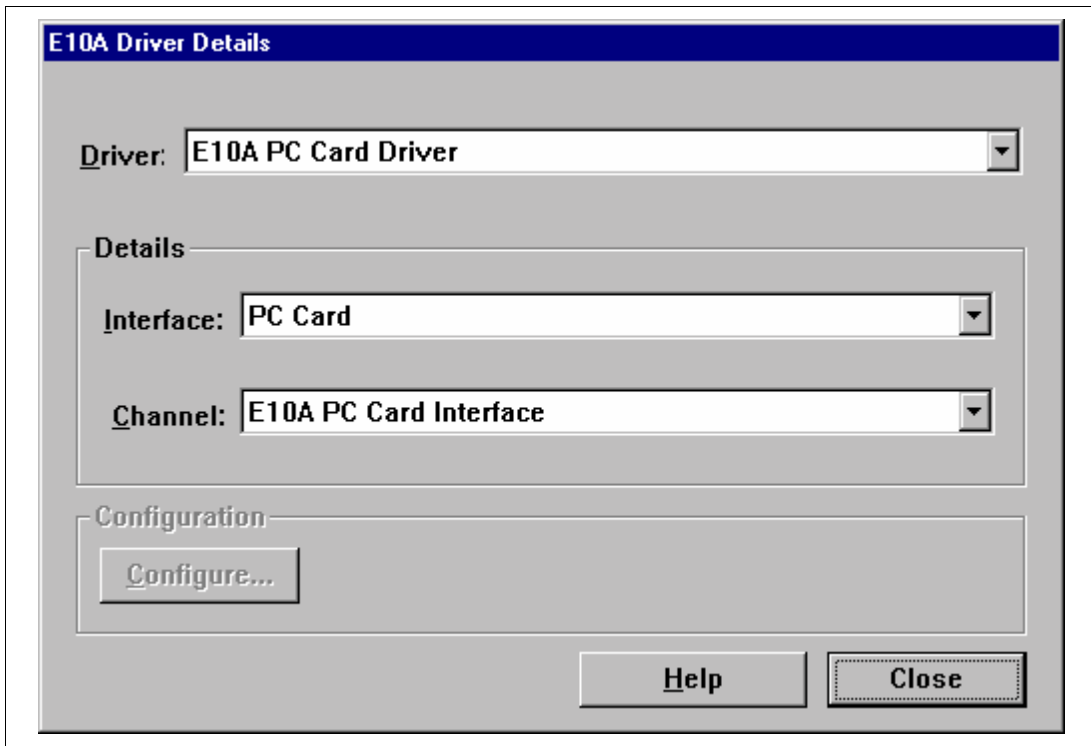 E10A Driver Details
Driver: E10A PC Card Driver
Details
Interface: PC Card
Channel: E10A PC Card Interface
Configuration
Configure...
Help Close